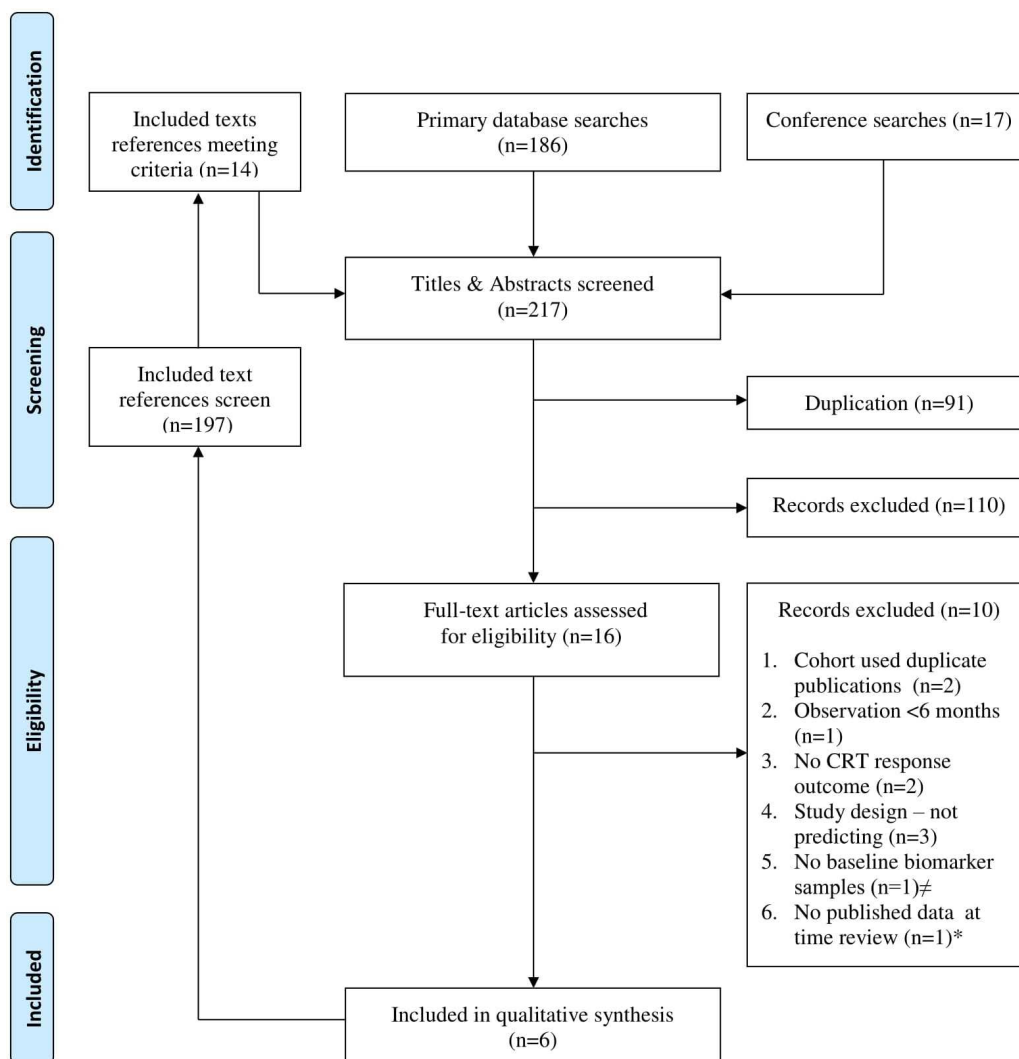 Identification
Included texts
references meeting
criteria (n=14)
Primary database searches
(n=186)
Conference searches (n=17)
Titles & Abstracts screened
(n=217)
Screening
Included text
references screen
(n=197)
Duplication (n=91)
Records excluded (n=110)
Eligibility
Full-text articles assessed
for eligibility (n=16)
Records excluded (n=10)
1. Cohort used duplicate
publications (n=2)
2. Observation <6 months
(n=1)
3. No CRT response
outcome (n=2)
4. Study design – not
predicting (n=3)
5. No baseline biomarker
samples (n=1)≠
6. No published data at
time review (n=1)*
Included
Included in qualitative synthesis
(n=6)